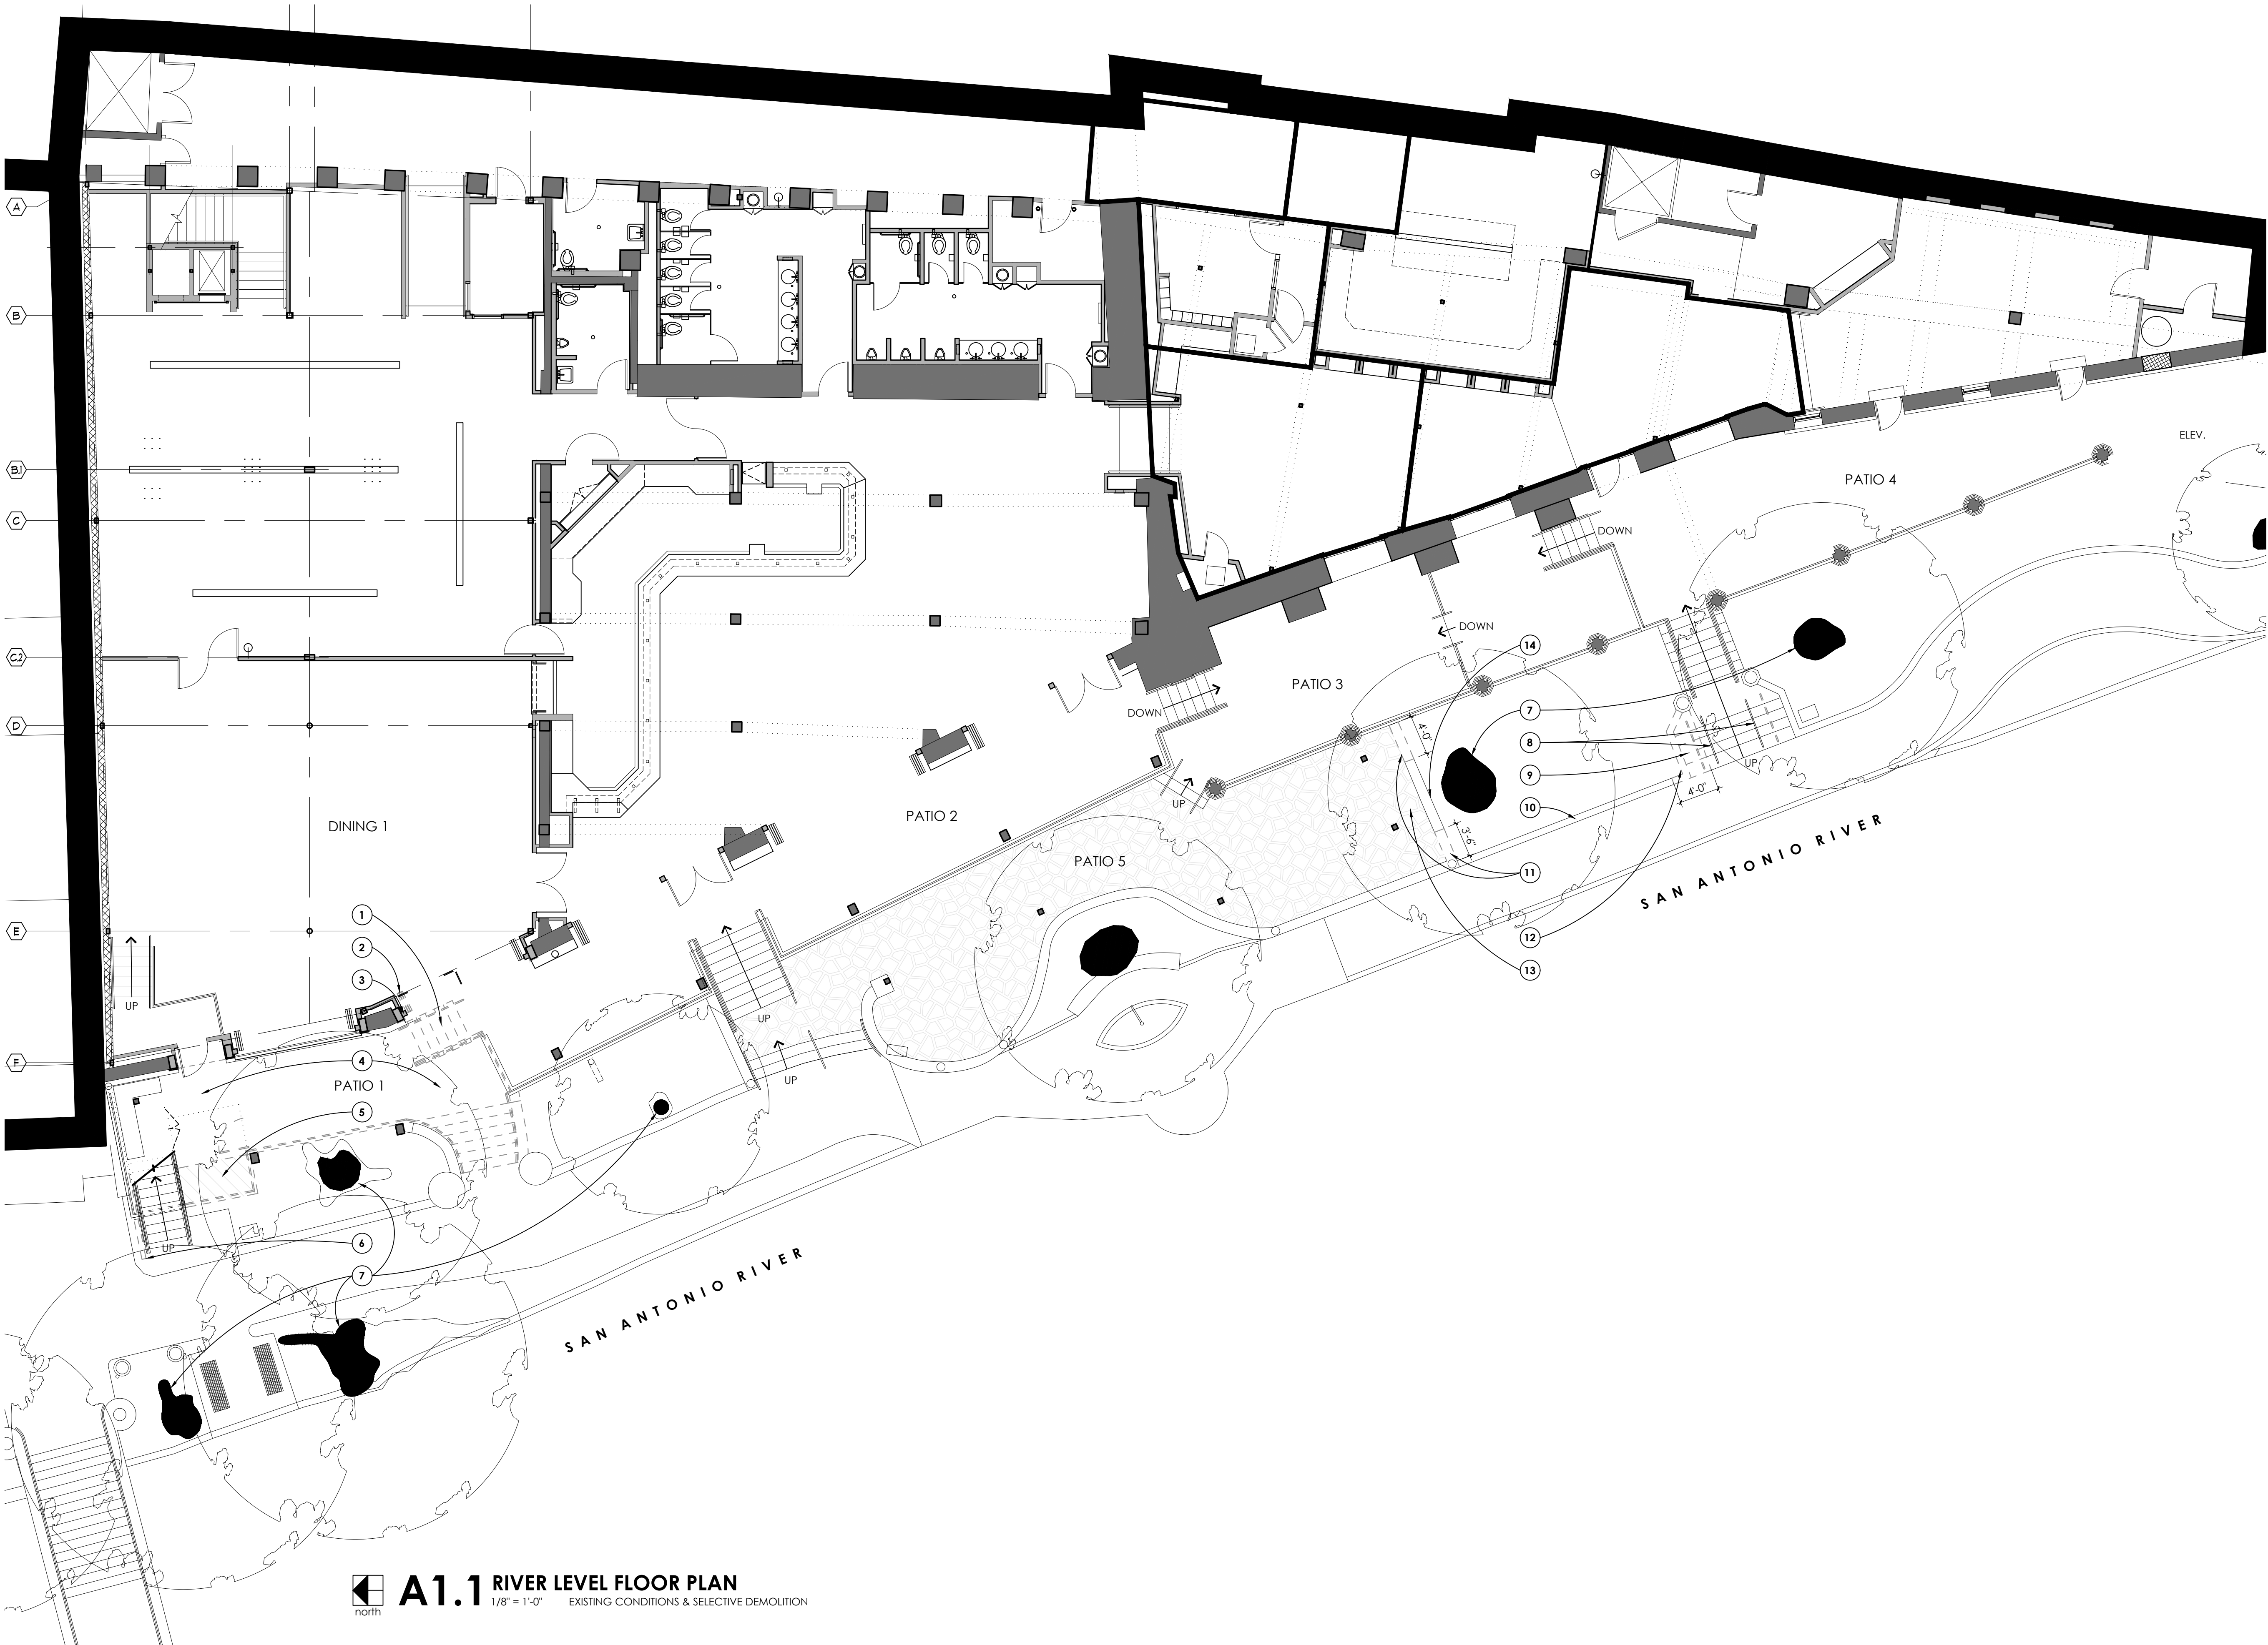 A
B
B.1
C
C2
D
E
F
ELEV.
PATIO 4
DOWN
DOWN
14
PATIO 3
DOWN
7
4'-0"
8
9
UP
4'-0"
10
UP
PATIO 2
DINING 1
3'-6"
PATIO 5
11
SAN ANTONIO RIVER
1
2
3
12
13
UP
UP
UP
4
PATIO 1
5
6
UP
7
SAN ANTONIO RIVER
north
A1.1 RIVER LEVEL FLOOR PLAN
1/8" = 1'-0" EXISTING CONDITIONS & SELECTIVE DEMOLITION